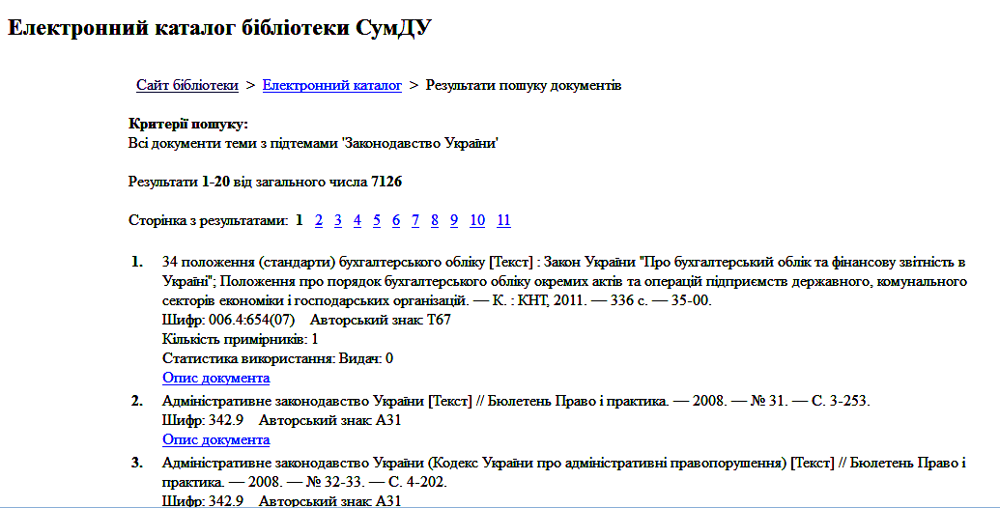 Електронний каталог бібліотеки СумДУ
Сайт бібліотеки > Електронний каталог > Результати пошуку документів
Критерії пошуку:
Всі документи теми з підтемами 'Законодавство України'
Результати 1-20 від загального числа 7126
Сторінка з результатами: 1 2 3 4 5 6 7 8 9 10 11
1. 34 положення (стандарти) бухгалтерського обліку [Текст] : Закон України "Про бухгалтерський облік та фінансову звітність в
Україні"; Положення про порядок бухгалтерського обліку окремих актів та операцій підприємств державного, комунального
секторів економіки і господарських організацій. — К. : КНТ, 2011. — 336 с. — 35-00.
Шифр: 006.4:654(07) Авторський знак: Т67
Кількість примірників: 1
Статистика використання: Видач: 0
Опис документа
2. Адміністративне законодавство України [Текст] // Бюлетень Право і практика. — 2008. — № 31. — С. 3-253.
Шифр: 342.9 Авторський знак: А31
Опис документа
3. Адміністративне законодавство України (Кодекс України про адміністративні правопорушення) [Текст] // Бюлетень Право і
практика. — 2008. — № 32-33. — С. 4-202.
Шифр: 342.9 Авторський знак: А31